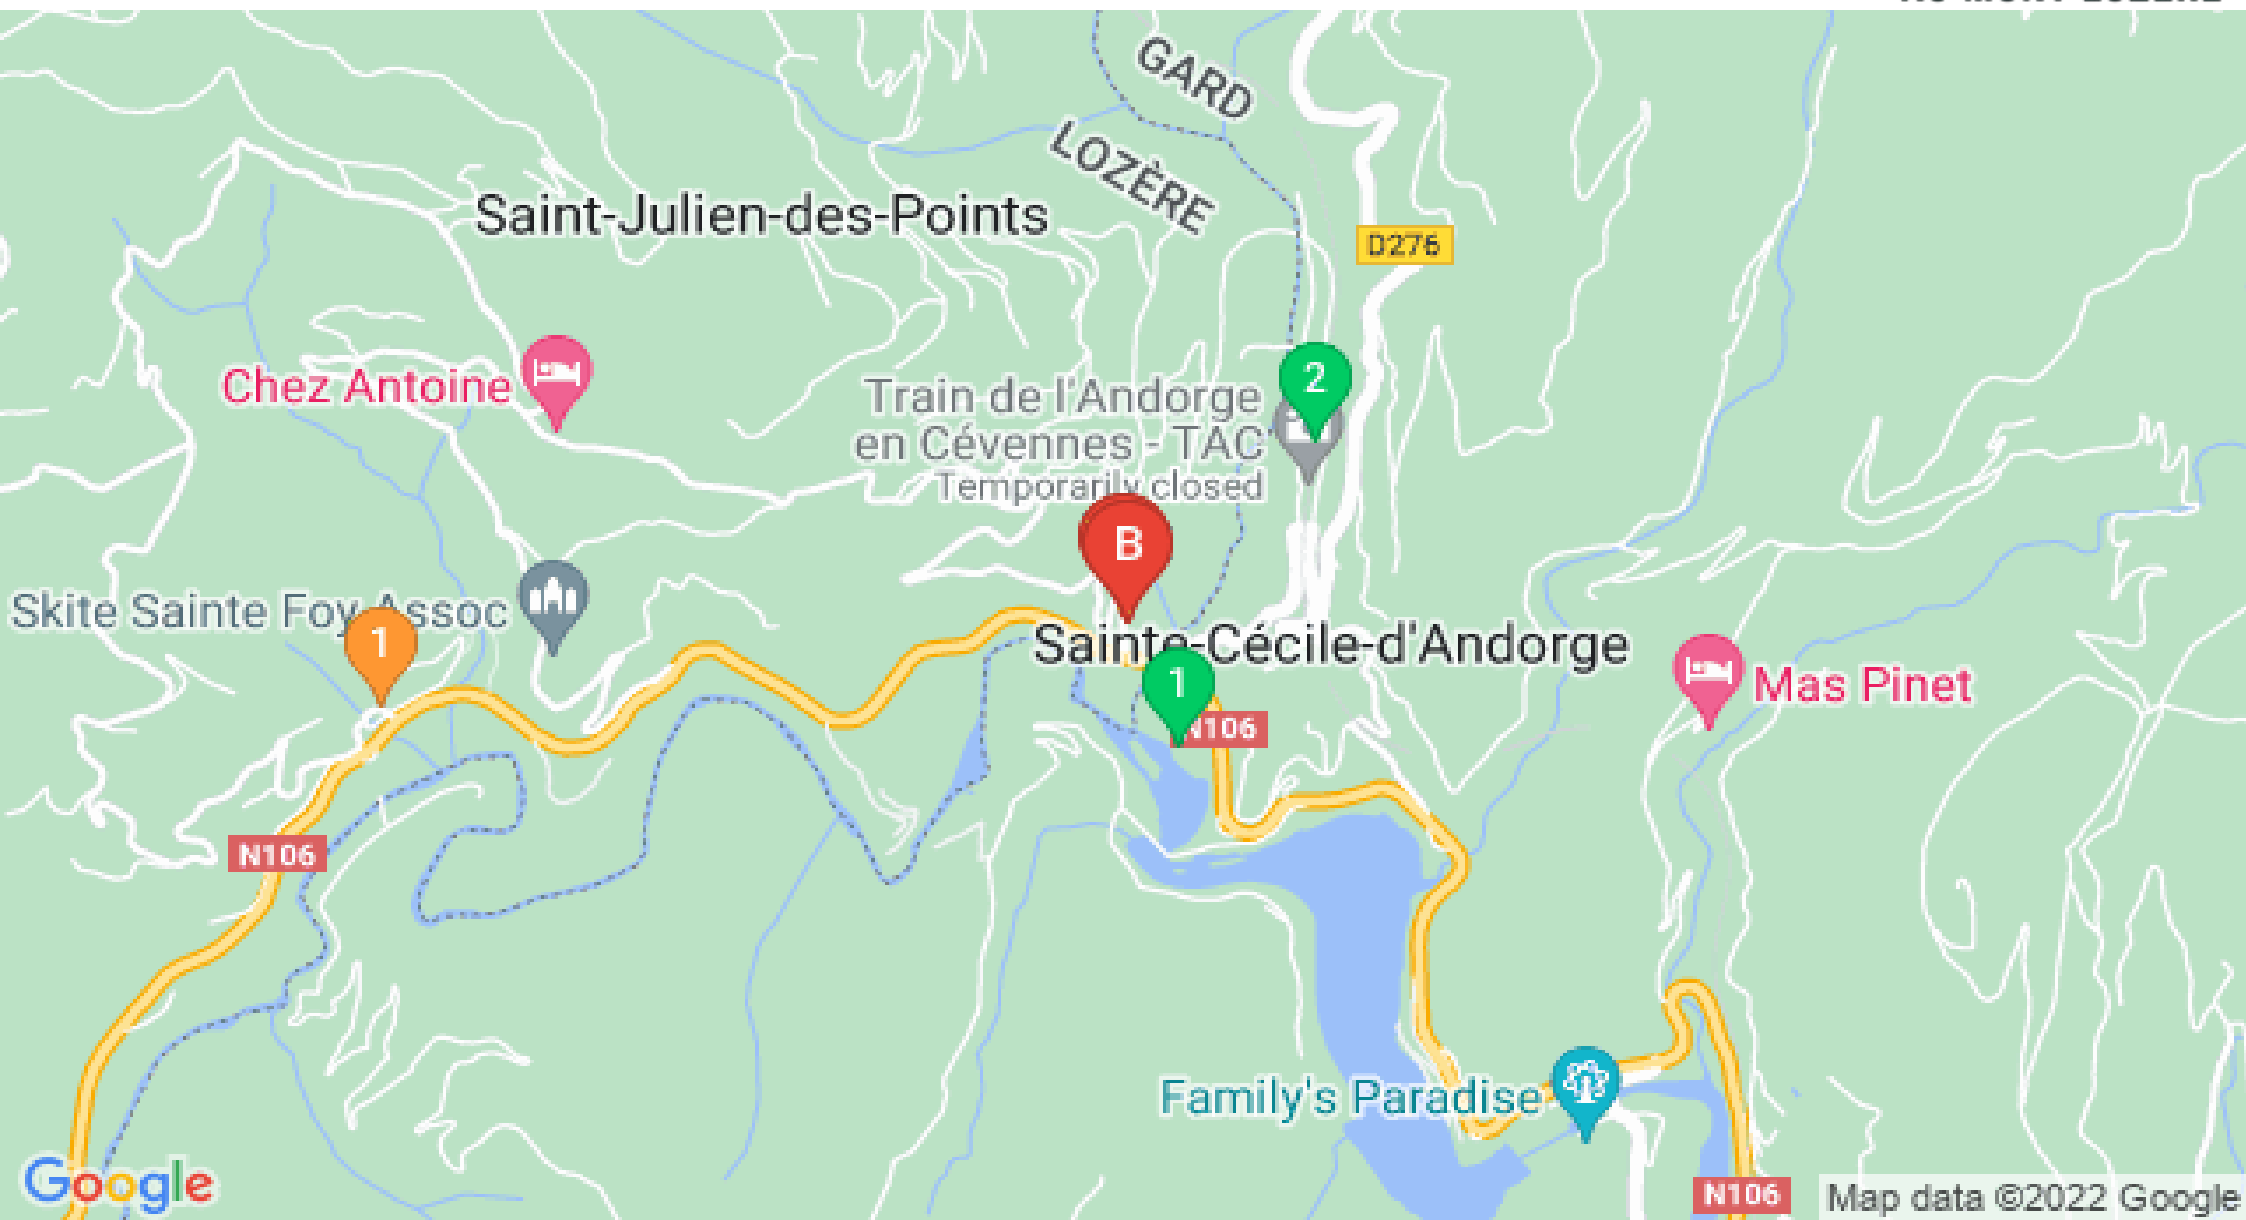 GARD
LOZÈRE
Saint-Julien-des-Points
D276
Chez Antoine
2
Train de l'Andorge
en Cévennes - TAC
Temporarily closed
B
Skite Sainte Foy Assoc
1
Sainte-Cécile-d'Andorge
1
Mas Pinet
N106
N106
Family's Paradise
Google
N106
Map data ©2022 Google